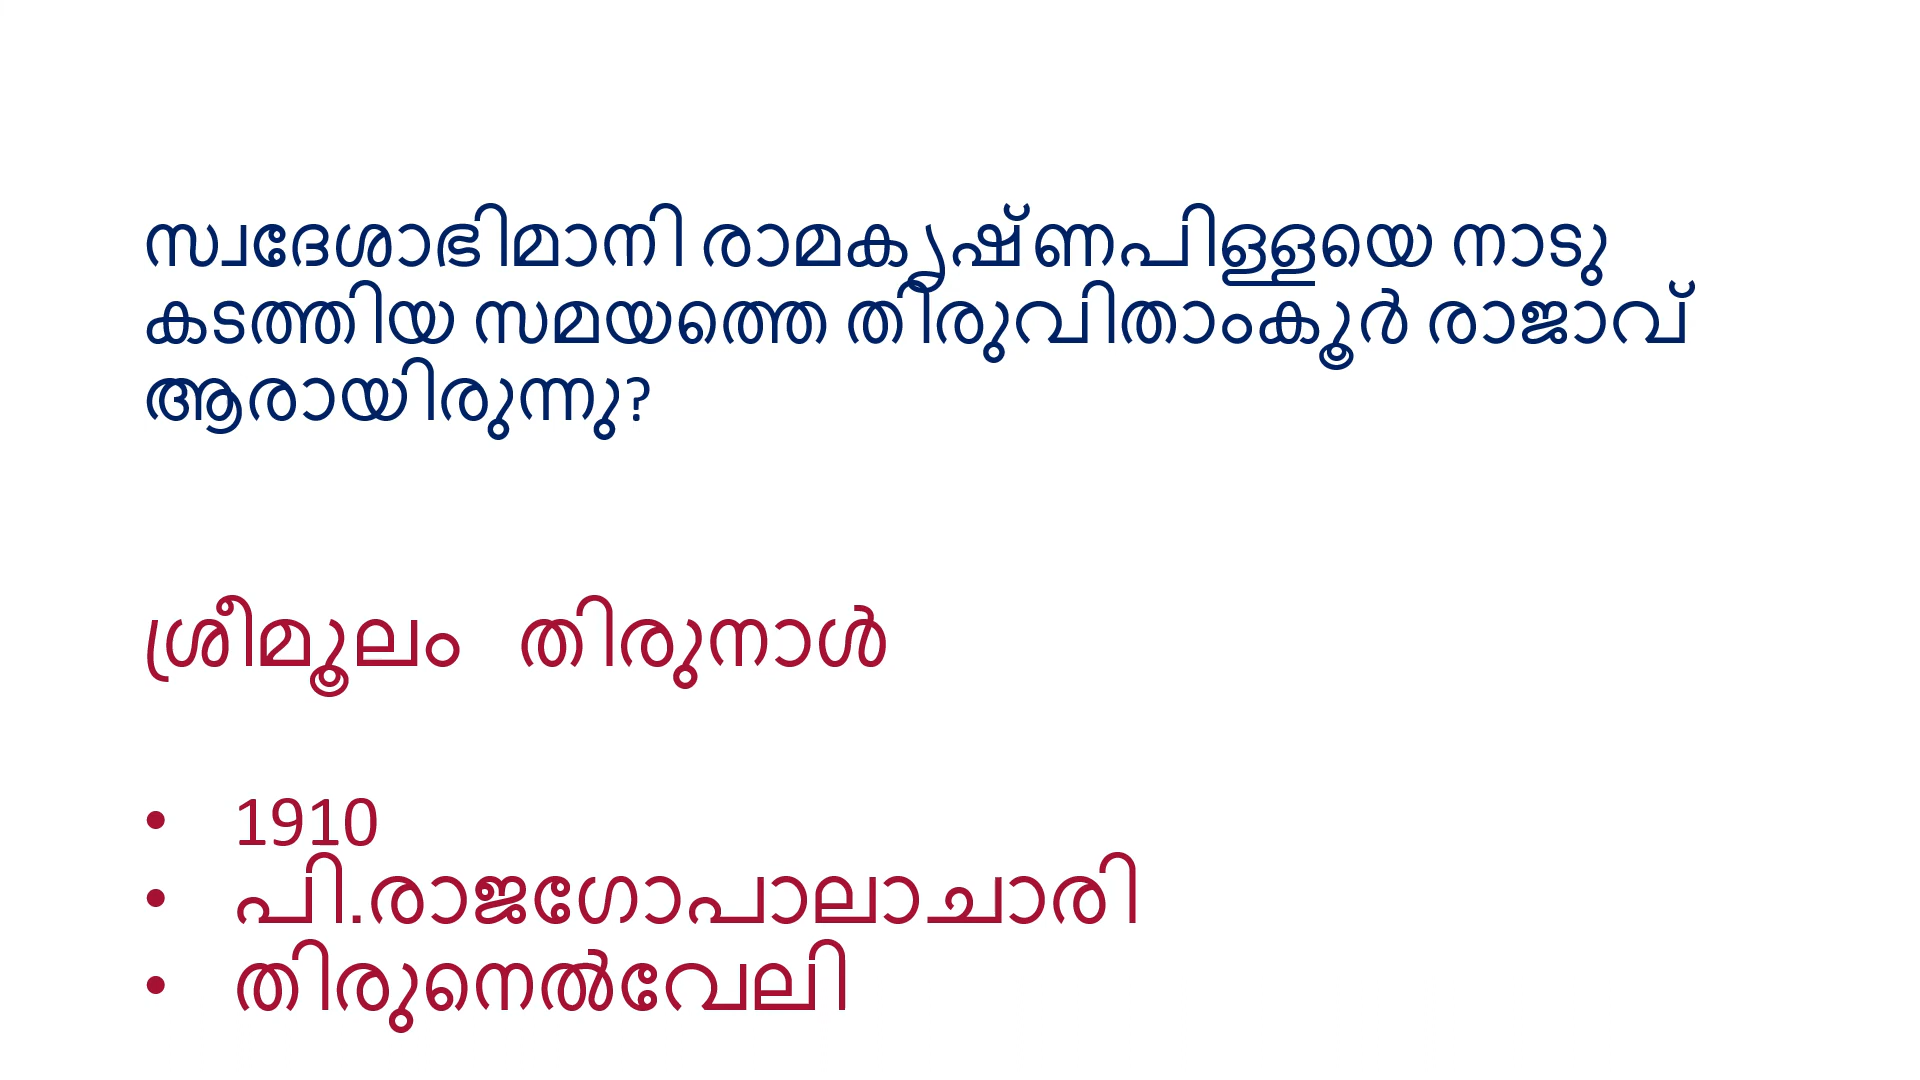 സ്വദേശാഭിമാനി രാമകൃഷ്ണപിള്ളയെ നാടു
കടത്തിയ സമയത്തെ തിരുവിതാംകൂർ രാജാവ്
ആരായിരുന്നു?
ശ്രീമൂലം തിരുനാൾ
• 1910
• പി.രാജഗോപാലാചാരി
• തിരുനെൽവേലി